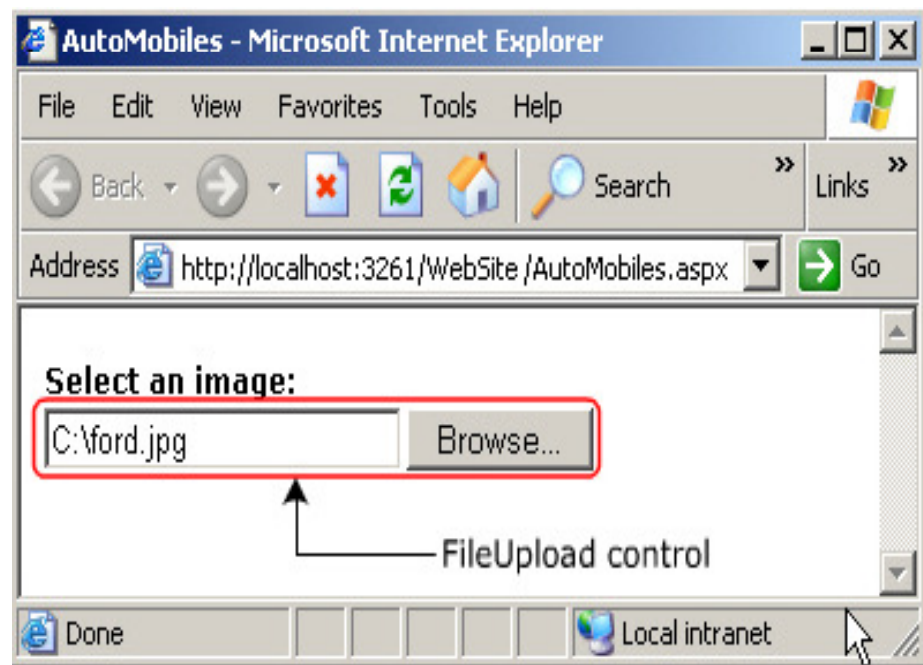 AutoMobiles - Microsoft Internet Explorer
File Edit View Favorites Tools Help
Back Search » Links »
Address http://localhost:3261/WebSite /AutoMobiles.aspx Go
Select an image:
C:\ford.jpg Browse...
FileUpload control
Done Local intranet